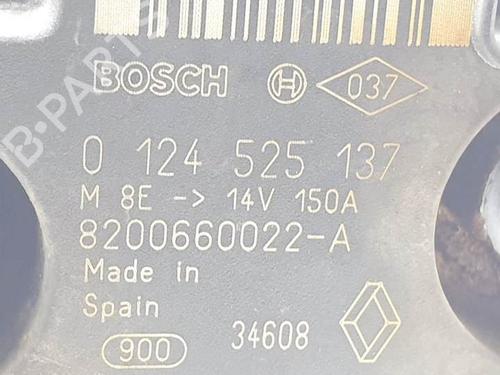 BOSCH 037
0 124 525 137
M 8E -> 14V 150A
8200660022-A
Made in
Spain
900 34608
B-PARTS